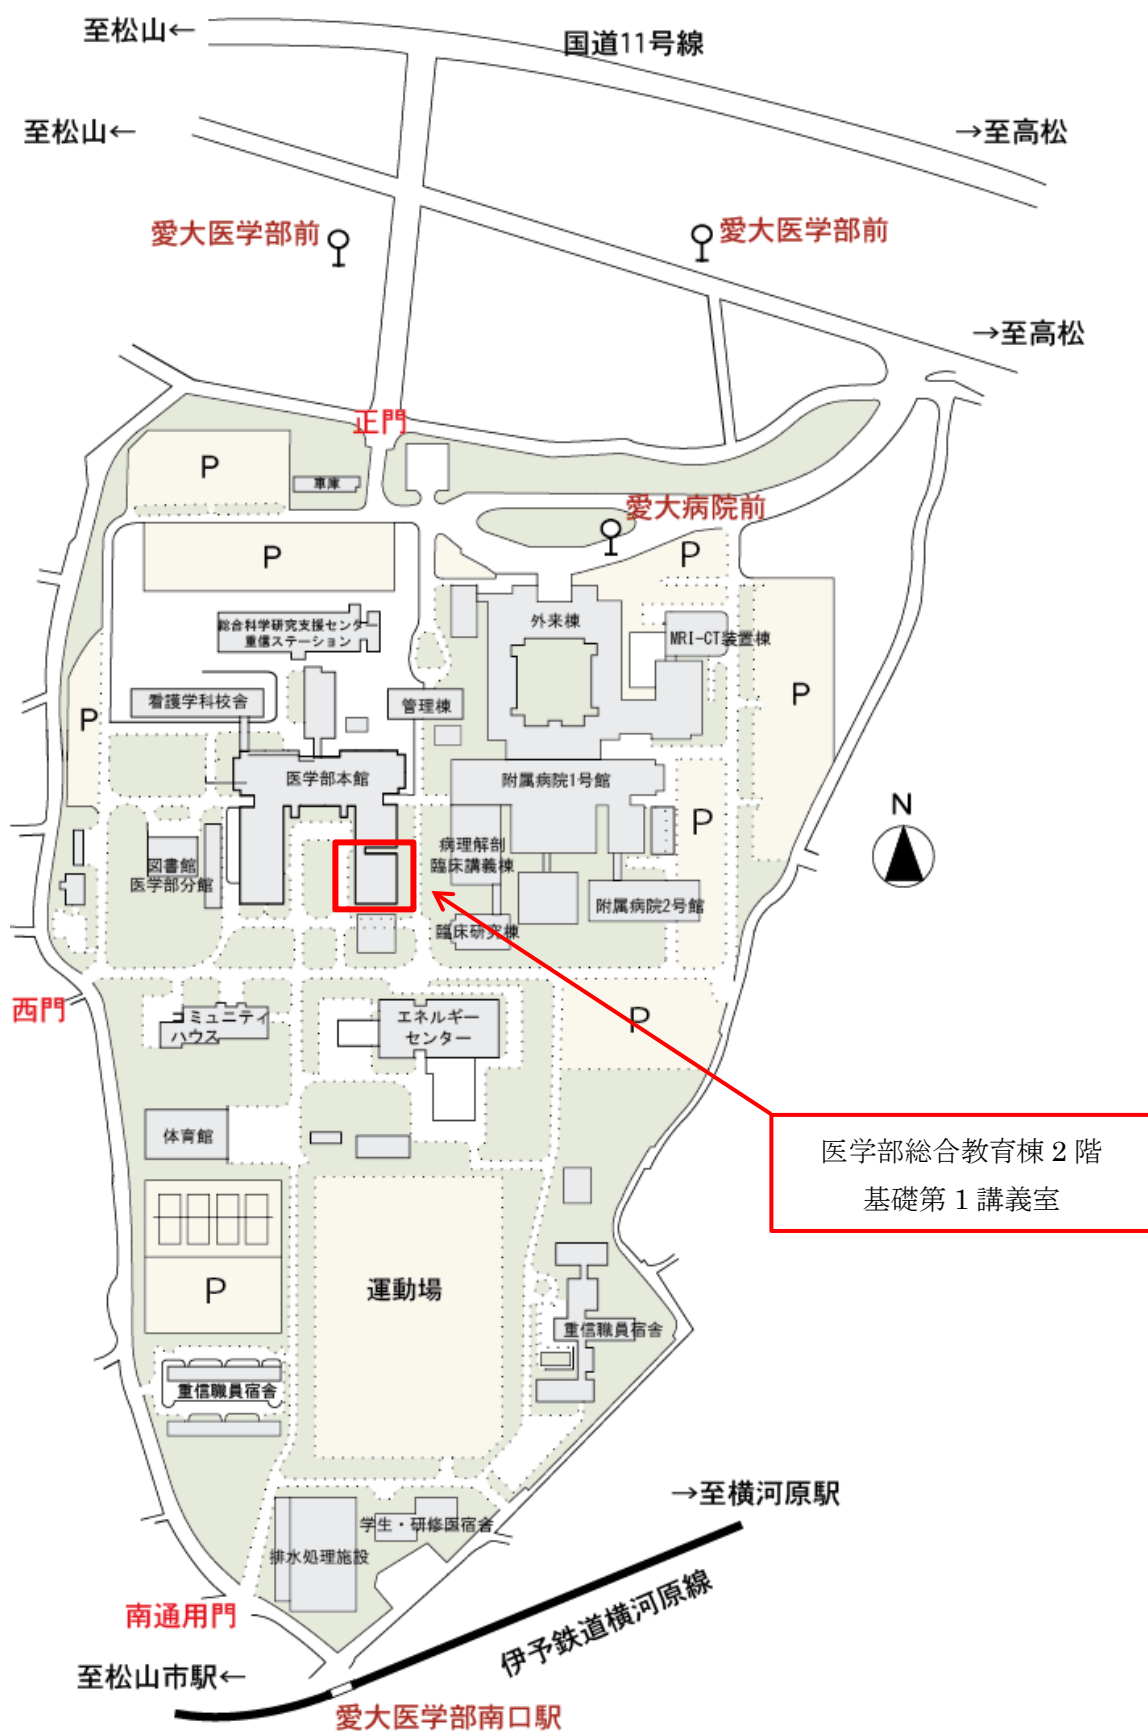 至松山←
国道11号線
至松山←
→至高松
愛大医学部前
愛大医学部前
→至高松
正門
P
車庫
愛大病院前
P
P
総合科学研究支援センター
重信ステーション
外来棟
MRI-CT装置棟
看護学科校舎
管理棟
P
P
医学部本館
附属病院1号館
N
P
病理解剖
臨床講義棟
図書館
医学部分館
附属病院2号館
臨床研究棟
西門
コミュニティ
ハウス
エネルギー
センター
P
体育館
医学部総合教育棟 2 階
基礎第 1 講義室
P
運動場
重信職員宿舎
重信職員宿舎
→至横河原駅
学生・研修医宿舎
排水処理施設
南通用門
伊予鉄道横河原線
至松山市駅←
愛大医学部南口駅